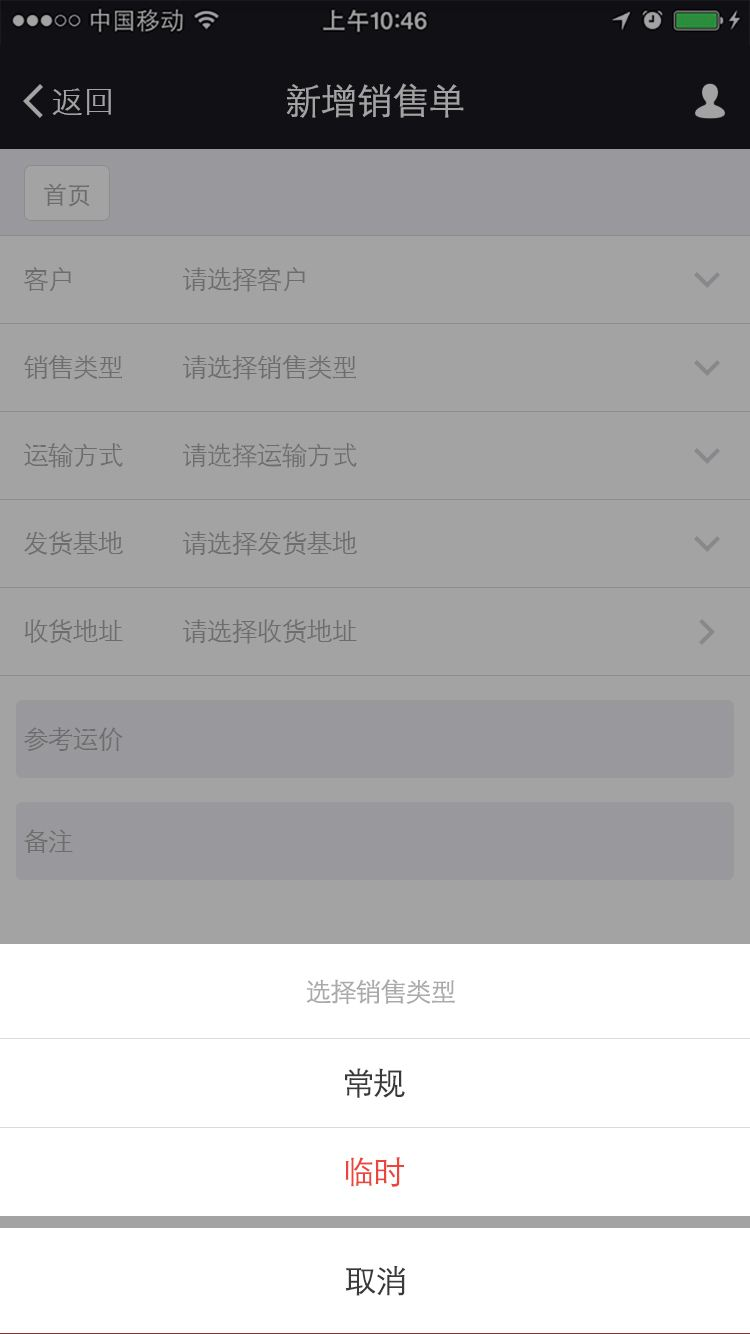 中国移动 上午10:46
返回 新增销售单
首页
客户 请选择客户
销售类型 请选择销售类型
运输方式 请选择运输方式
发货基地 请选择发货基地
收货地址 请选择收货地址
参考运价
备注
选择销售类型
常规
临时
取消